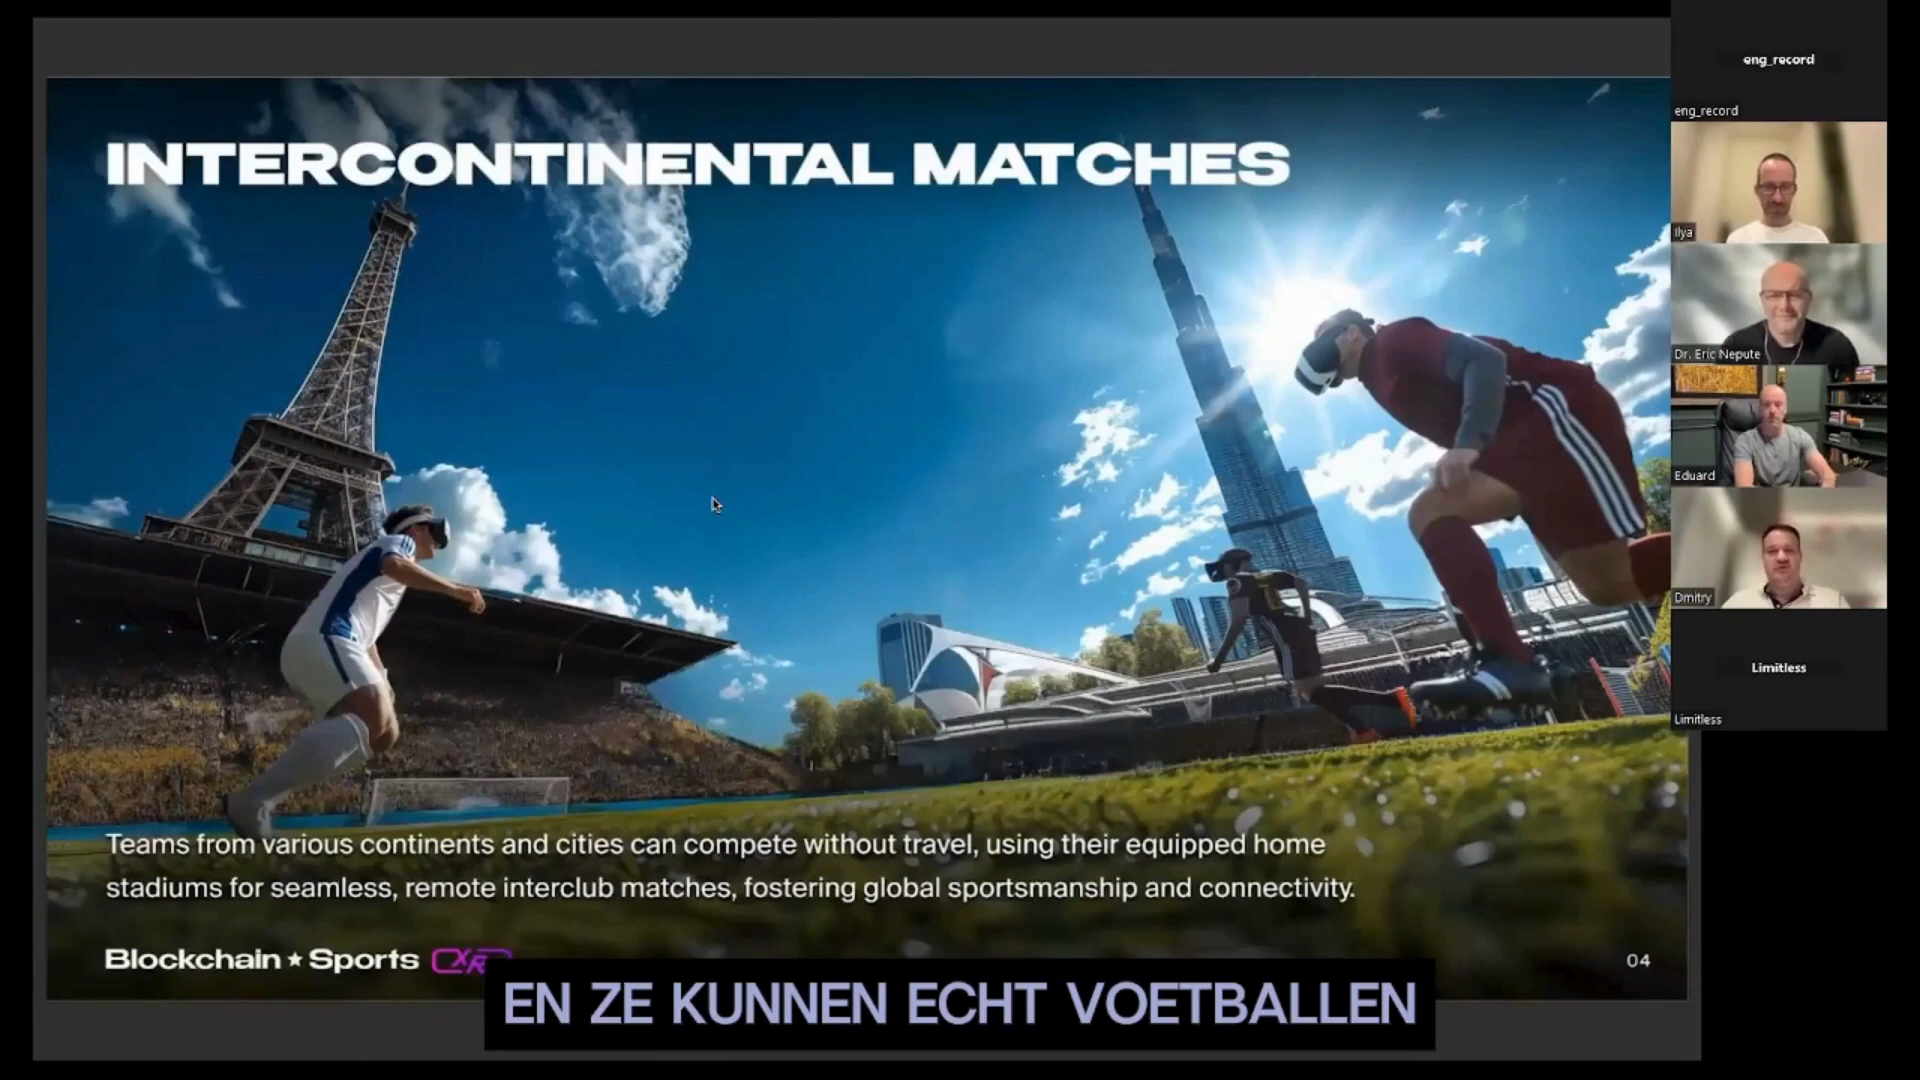 INTERCONTINENTAL MATCHES
Teams from various continents and cities can compete without travel, using their equipped home
stadiums for seamless, remote interclub matches, fostering global sportsmanship and connectivity.
Blockchain ★ Sports
04
EN ZE KUNNEN ECHT VOETBALLEN
eng_record
eng_record
Ilya
Dr. Eric Nepute
Eduard
Dmitry
Limitless
Limitless